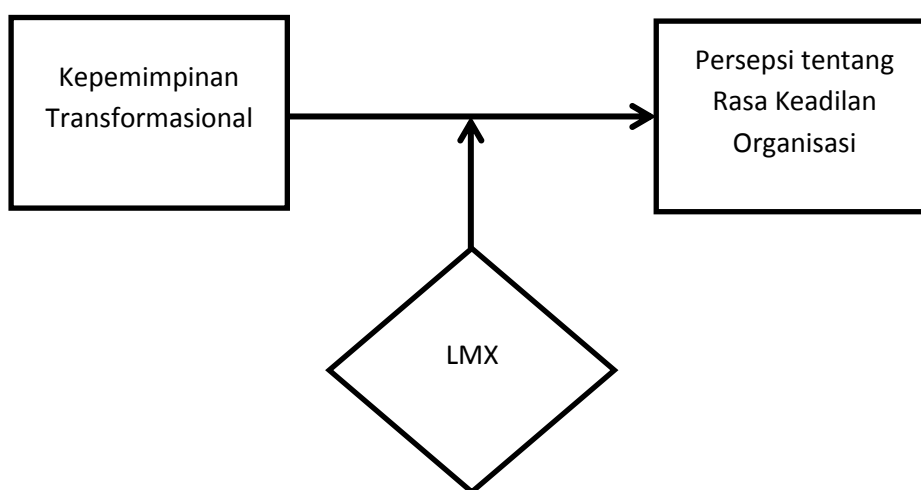 Kepemimpinan
Transformasional
Persepsi tentang
Rasa Keadilan
Organisasi
LMX